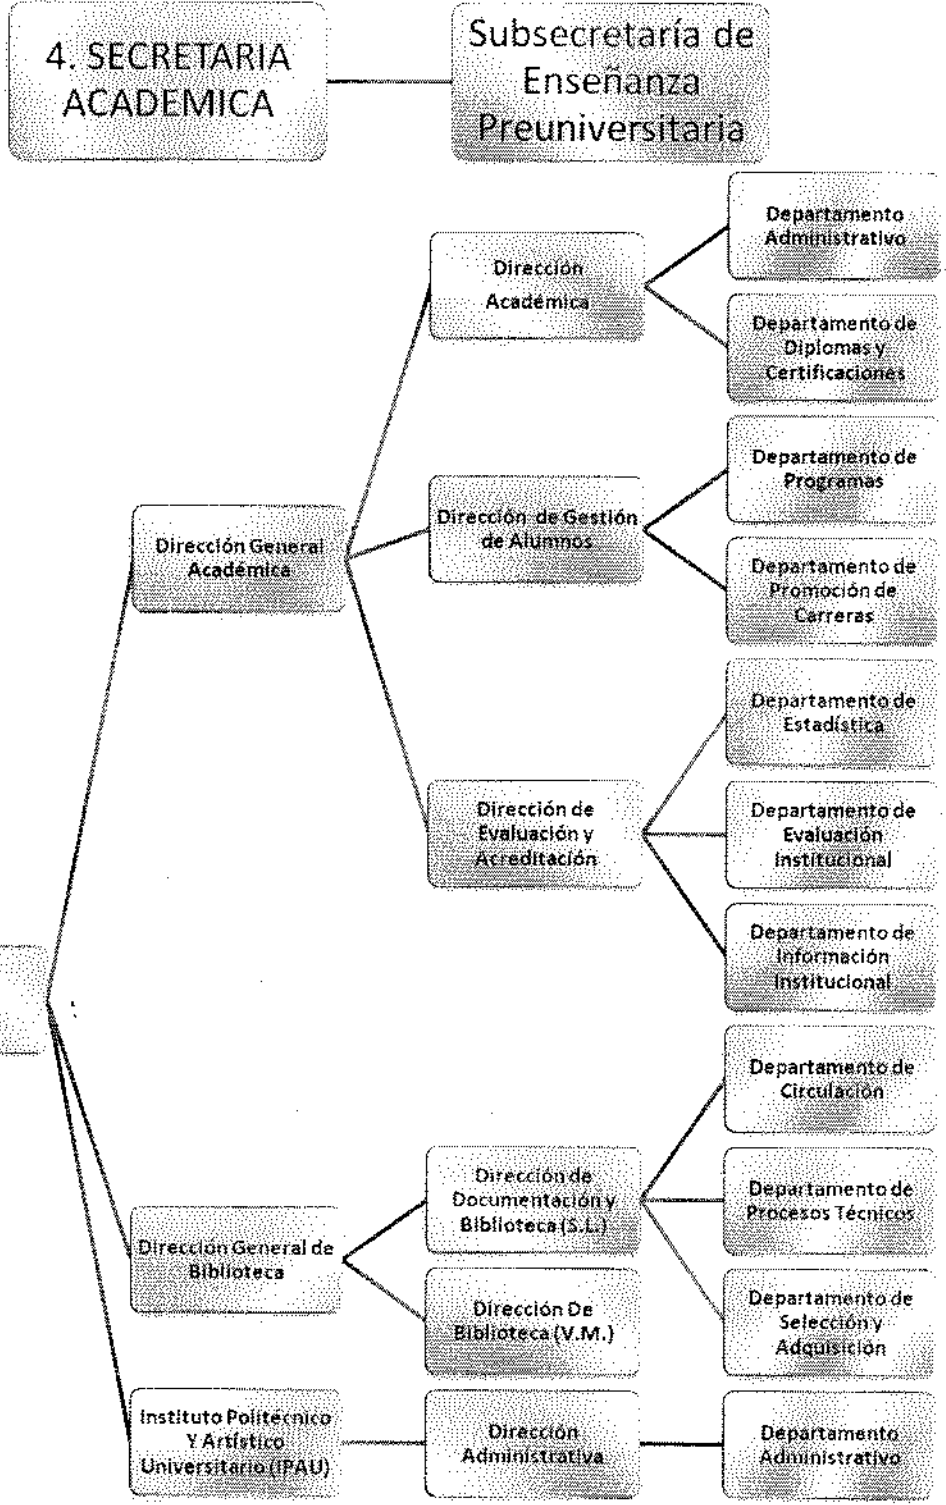 4. SECRETARIA
ACADEMICA
Subsecretaría de
Enseñanza
Preuniversitaria
Departamento
Administrativo
Dirección
Académica
Departamento de
Diplomas y
Certificaciones
Departamento de
Programas
Dirección de Gestión
de Alumnos
Dirección General
Académica
Departamento de
Promoción de
Carreras
Departamento de
Estadística
Dirección de
Evaluación y
Acreditación
Departamento de
Evaluación
Institucional
Departamento de
Información
Institucional
Departamento de
Circulación
Dirección de
Documentación y
Biblioteca (S.L.)
Departamento de
Procesos Técnicos
Dirección General de
Biblioteca
Dirección De
Biblioteca (V.M.)
Departamento de
Selección y
Adquisición
Instituto Politécnico
Y Artístico
Universitario (IPAU)
Dirección
Administrativa
Departamento
Administrativo